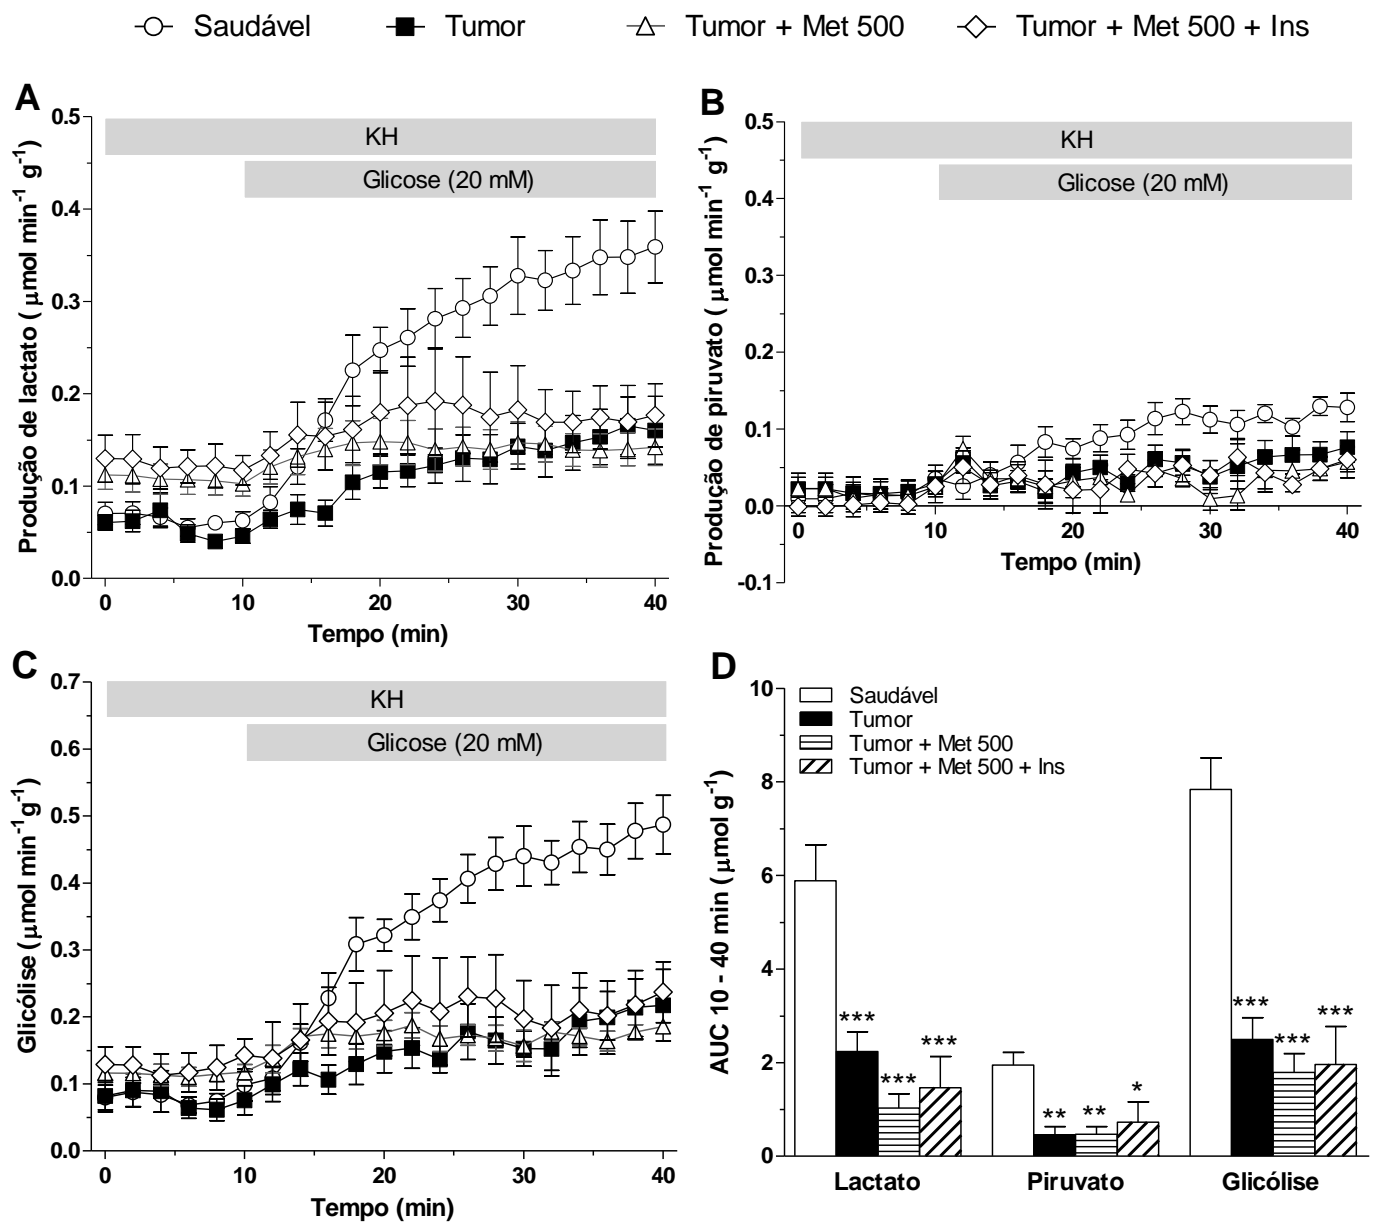 Saudável Tumor Tumor + Met 500 Tumor + Met 500 + Ins
A
Produção de lactato ( μmol min-1 g-1)
0.5
0.4
0.3
0.2
0.1
0.0
KH
Glicose (20 mM)
0 10 20 30 40
Tempo (min)
B
Produção de piruvato ( μmol min-1 g-1)
0.5
0.4
0.3
0.2
0.1
0.0
-0.1
KH
Glicose (20 mM)
0 10 20 30 40
Tempo (min)
C
Glicólise (μmol min-1g-1)
0.7
0.6
0.5
0.4
0.3
0.2
0.1
0.0
KH
Glicose (20 mM)
0 10 20 30 40
Tempo (min)
D
AUC 10 - 40 min (μmol g-1)
10
8
6
4
2
0
Saudável
Tumor
Tumor + Met 500
Tumor + Met 500 + Ins
*** *** ***
** ** *
*** *** ***
Lactato Piruvato Glicólise